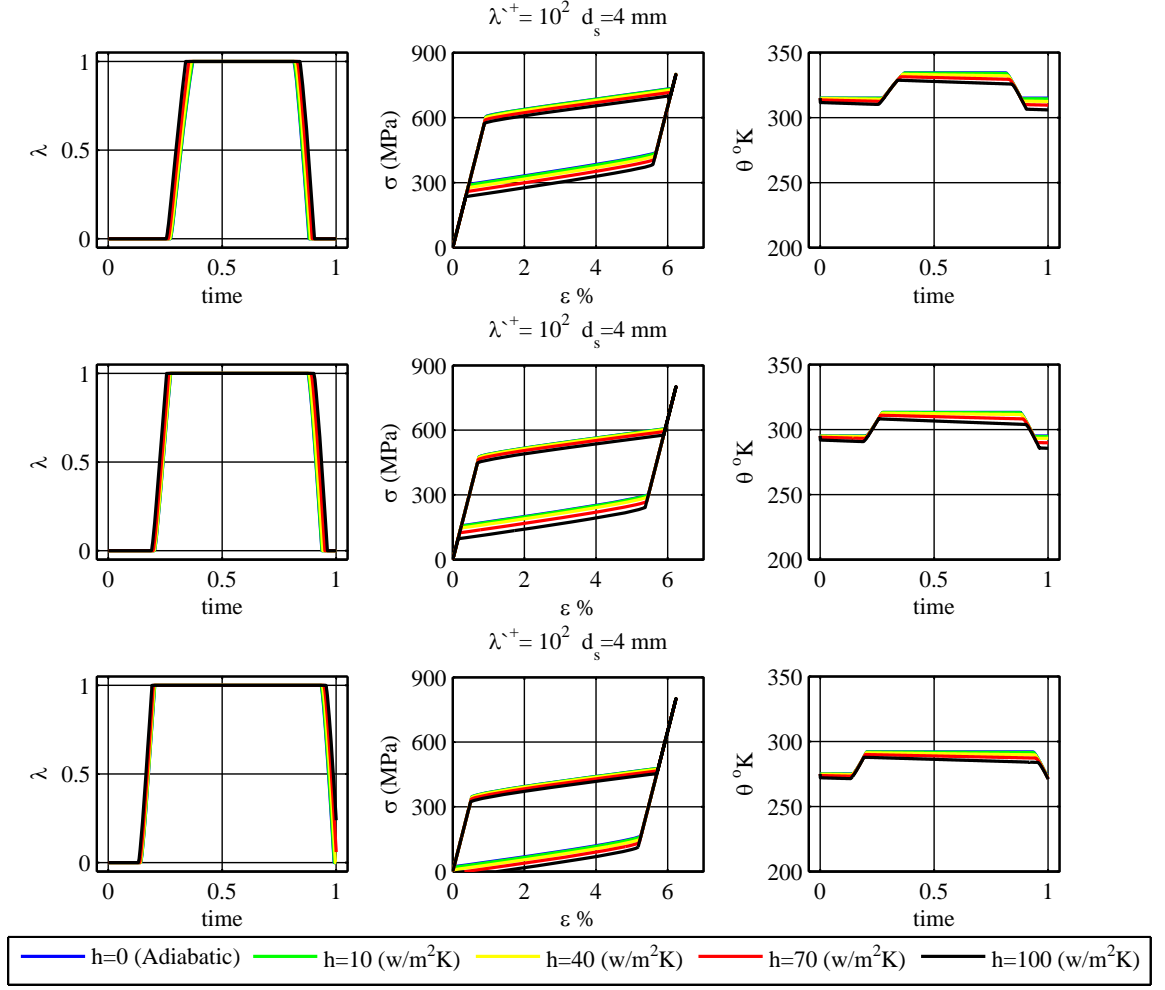 λ`+= 10² dₛ=4 mm
1
0.5
0
λ
0 0.5 1
time
900
600
300
0
σ (MPa)
0 2 4 6
ε %
350
300
250
200
θ °K
0 0.5 1
time
λ`+= 10² dₛ=4 mm
1
0.5
0
λ
0 0.5 1
time
900
600
300
0
σ (MPa)
0 2 4 6
ε %
350
300
250
200
θ °K
0 0.5 1
time
λ`+= 10² dₛ=4 mm
1
0.5
0
λ
0 0.5 1
time
900
600
300
0
σ (MPa)
0 2 4 6
ε %
350
300
250
200
θ °K
0 0.5 1
time
h=0 (Adiabatic) h=10 (w/m²K) h=40 (w/m²K) h=70 (w/m²K) h=100 (w/m²K)